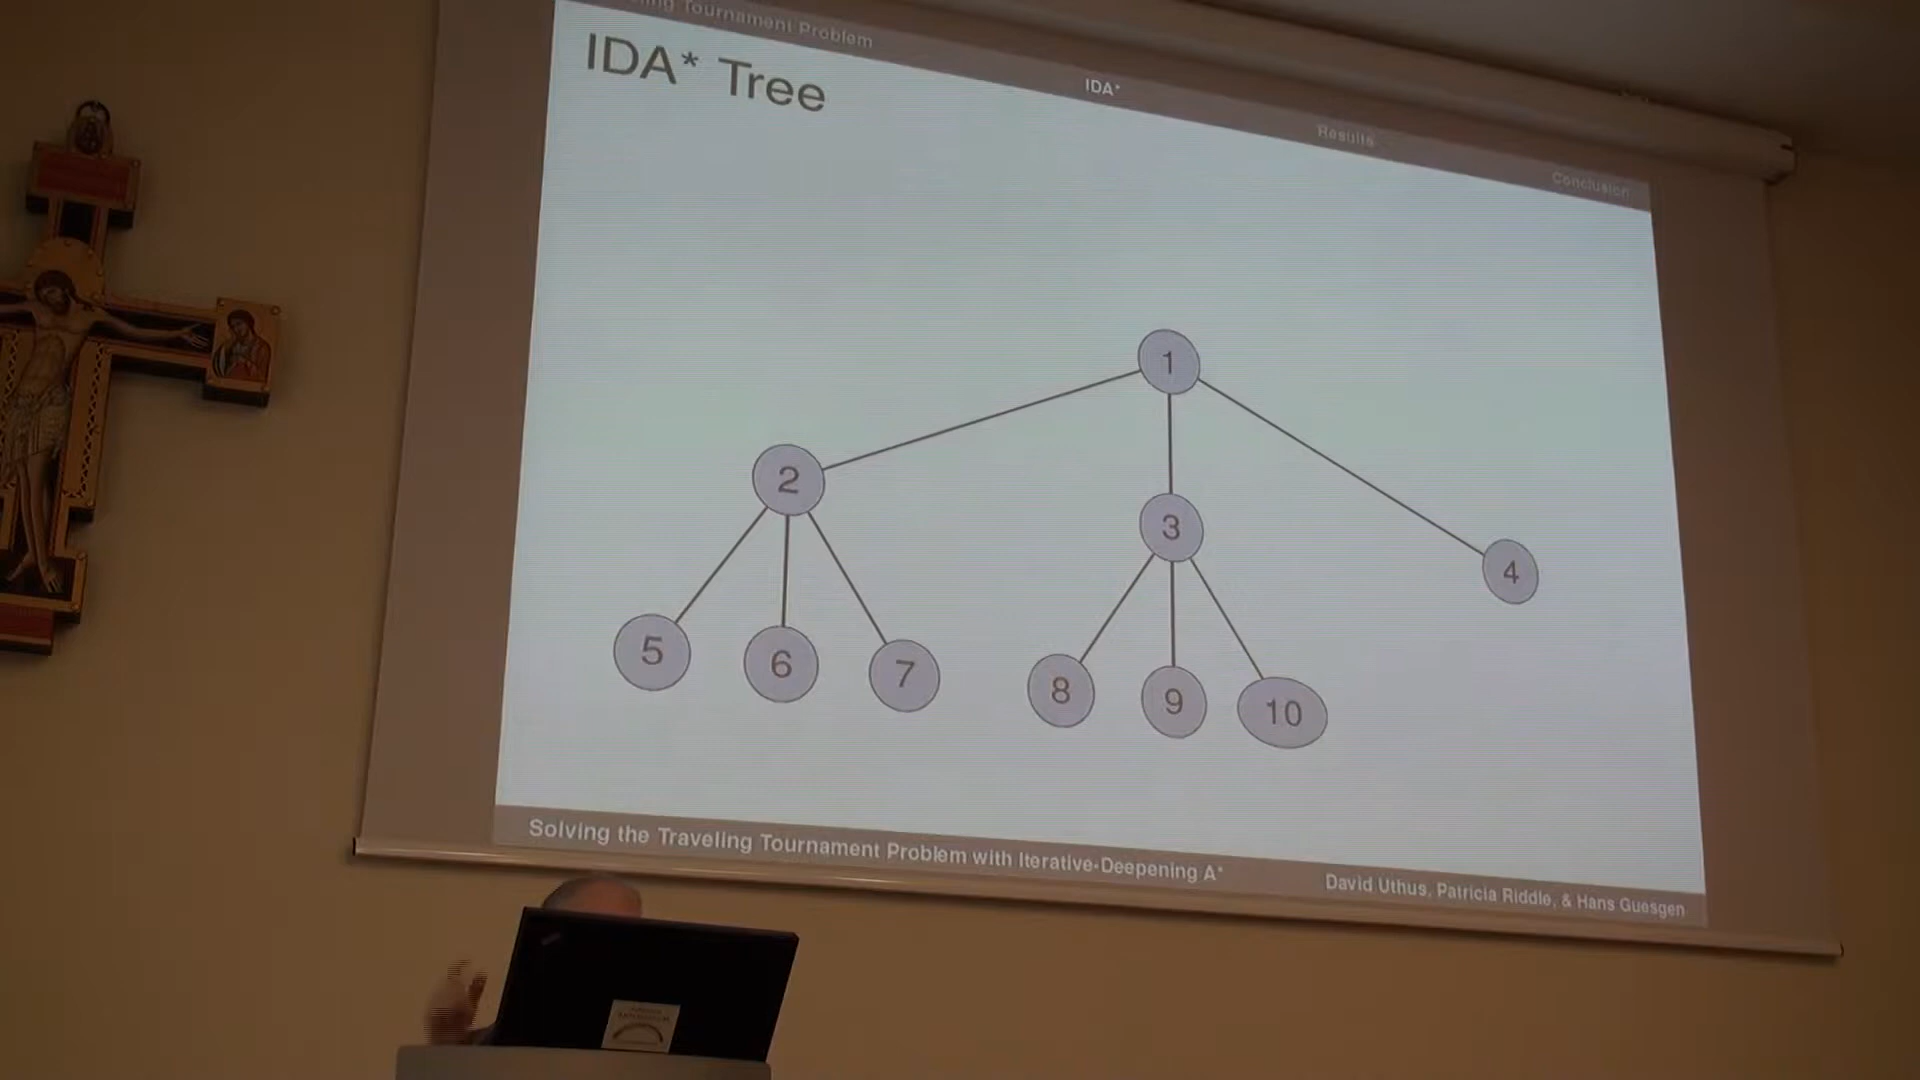 Tournament Problem
IDA*
Results
Conclusion
IDA* Tree
1
2
3
4
5
6
7
8
9
10
Solving the Traveling Tournament Problem with Iterative-Deepening A*
David Uthus, Patricia Riddle, & Hans Guesgen